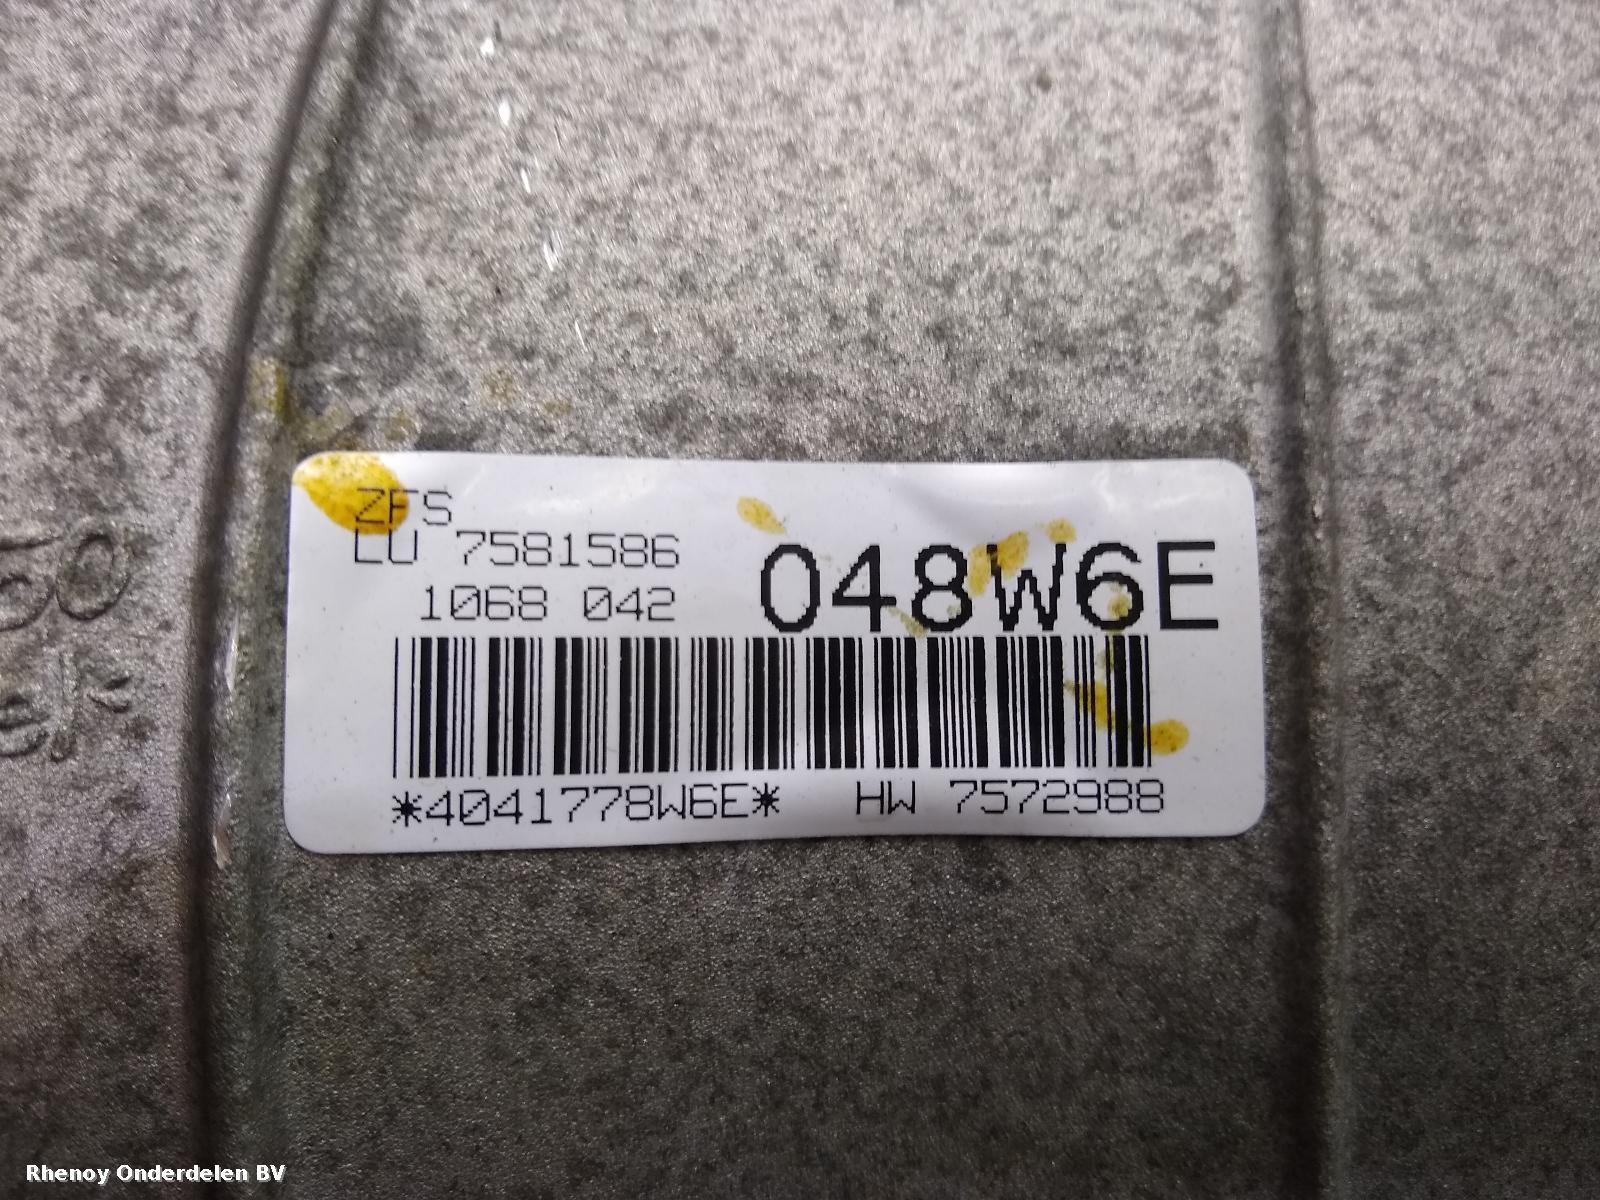 ZFS
LU 7581586
1068 042
048W6E
*4041778W6E* HW 7572988
Rhenoy Onderdelen BV